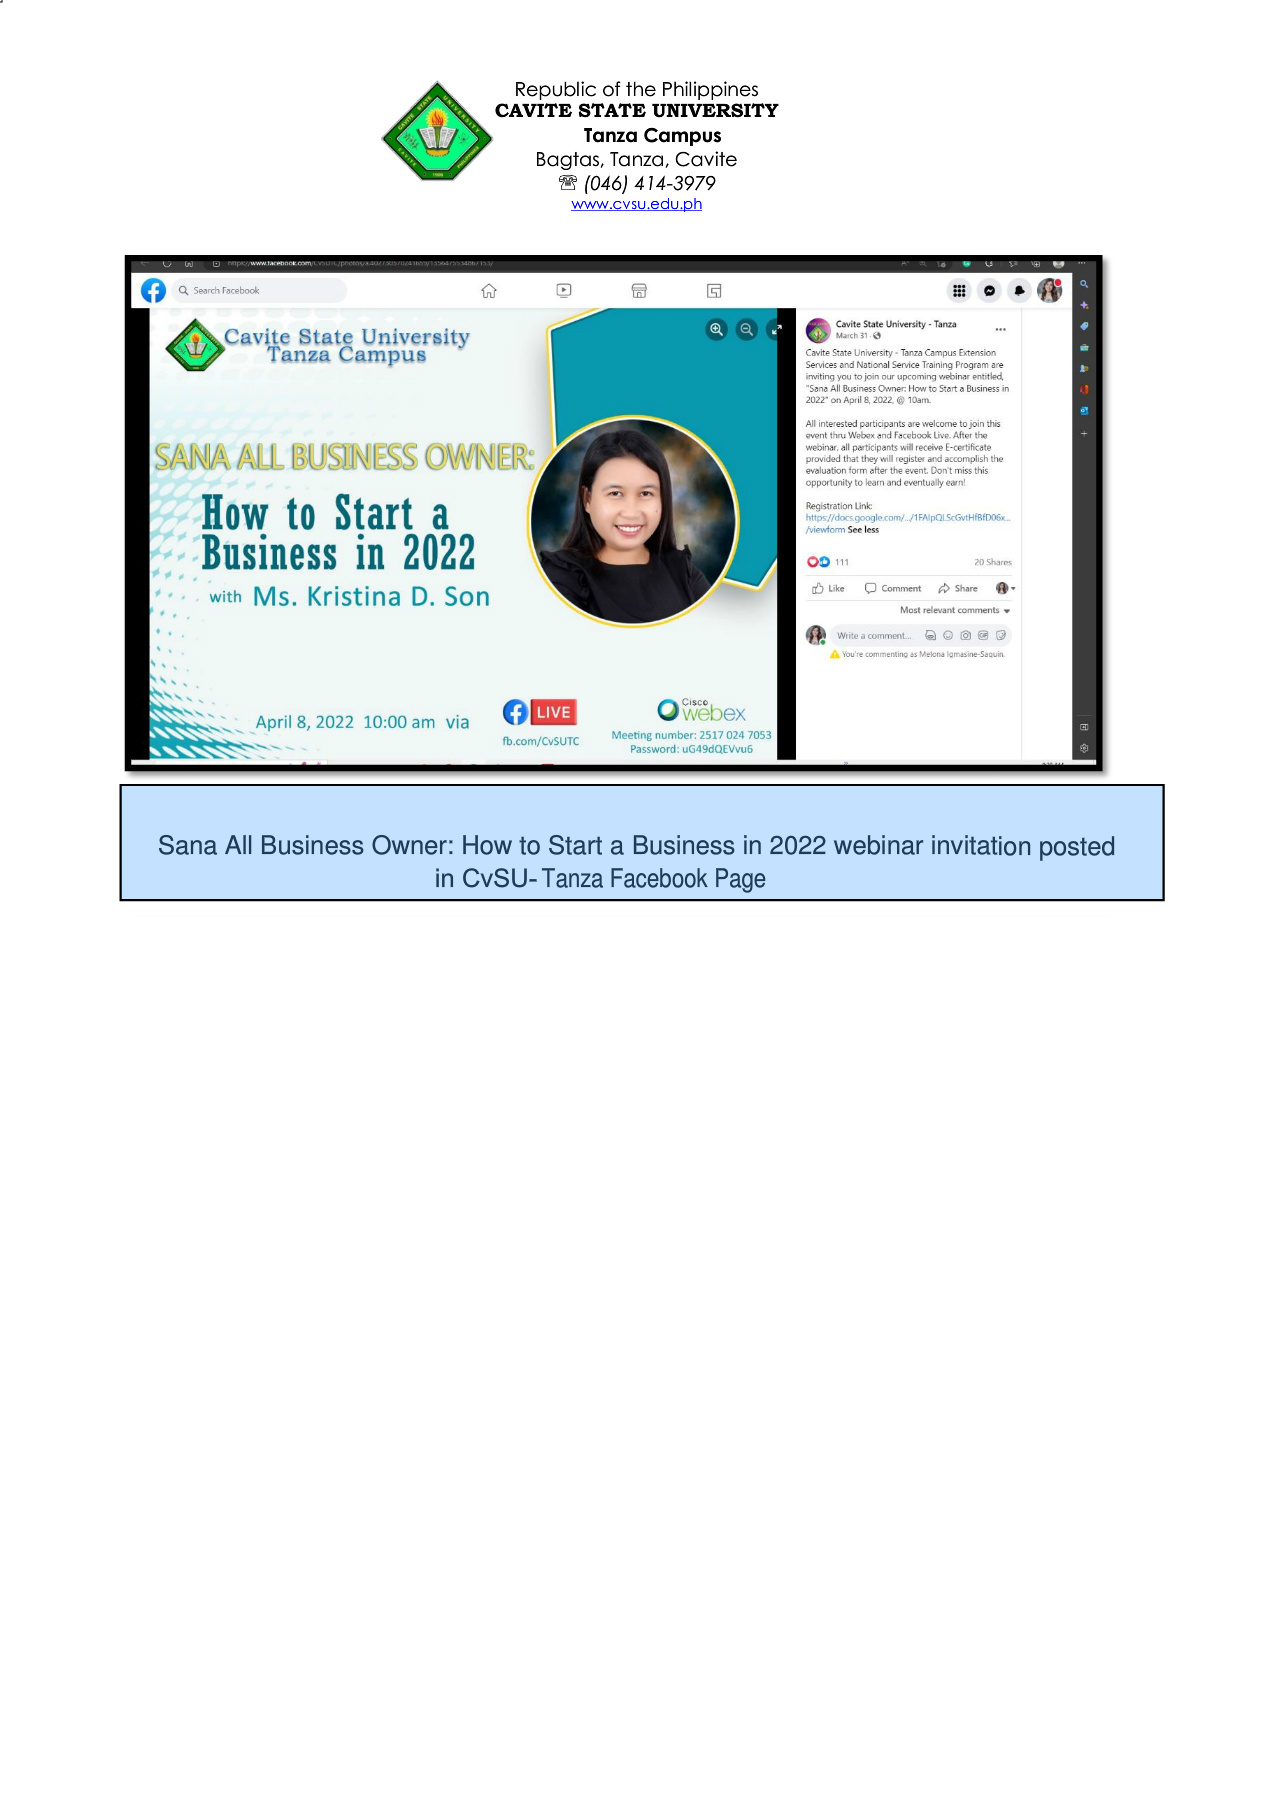 Republic of the Philippines
CAVITE STATE UNIVERSITY
Tanza Campus
Bagtas, Tanza, Cavite
☏ (046) 414-3979
www.cvsu.edu.ph
Search Facebook
Cavite State University
Tanza Campus
SANA ALL BUSINESS OWNER:
How to Start a
Business in 2022
with Ms. Kristina D. Son
April 8, 2022 10:00 am via
LIVE
fb.com/CvSUTC
Cisco
webex
Meeting number: 2517 024 7053
Password: uG49dQEVvu6
Cavite State University - Tanza
March 31
Cavite State University - Tanza Campus Extension
Services and National Service Training Program are
inviting you to join our upcoming webinar entitled,
"Sana All Business Owner: How to Start a Business in
2022" on April 8, 2022, @ 10am.
All interested participants are welcome to join this
event thru Webex and Facebook Live. After the
webinar, all participants will receive E-certificate
provided that they will register and accomplish the
evaluation form after the event. Don't miss this
opportunity to learn and eventually earn!
Registration Link:
https://docs.google.com/.../1FAIpQLScGvtHfBfD06x...
/viewform See less
111 20 Shares
Like Comment Share
Most relevant comments
Write a comment...
You're commenting as Melona Igmasine-Saquin.
Sana All Business Owner: How to Start a Business in 2022 webinar invitation posted
in CvSU- Tanza Facebook Page